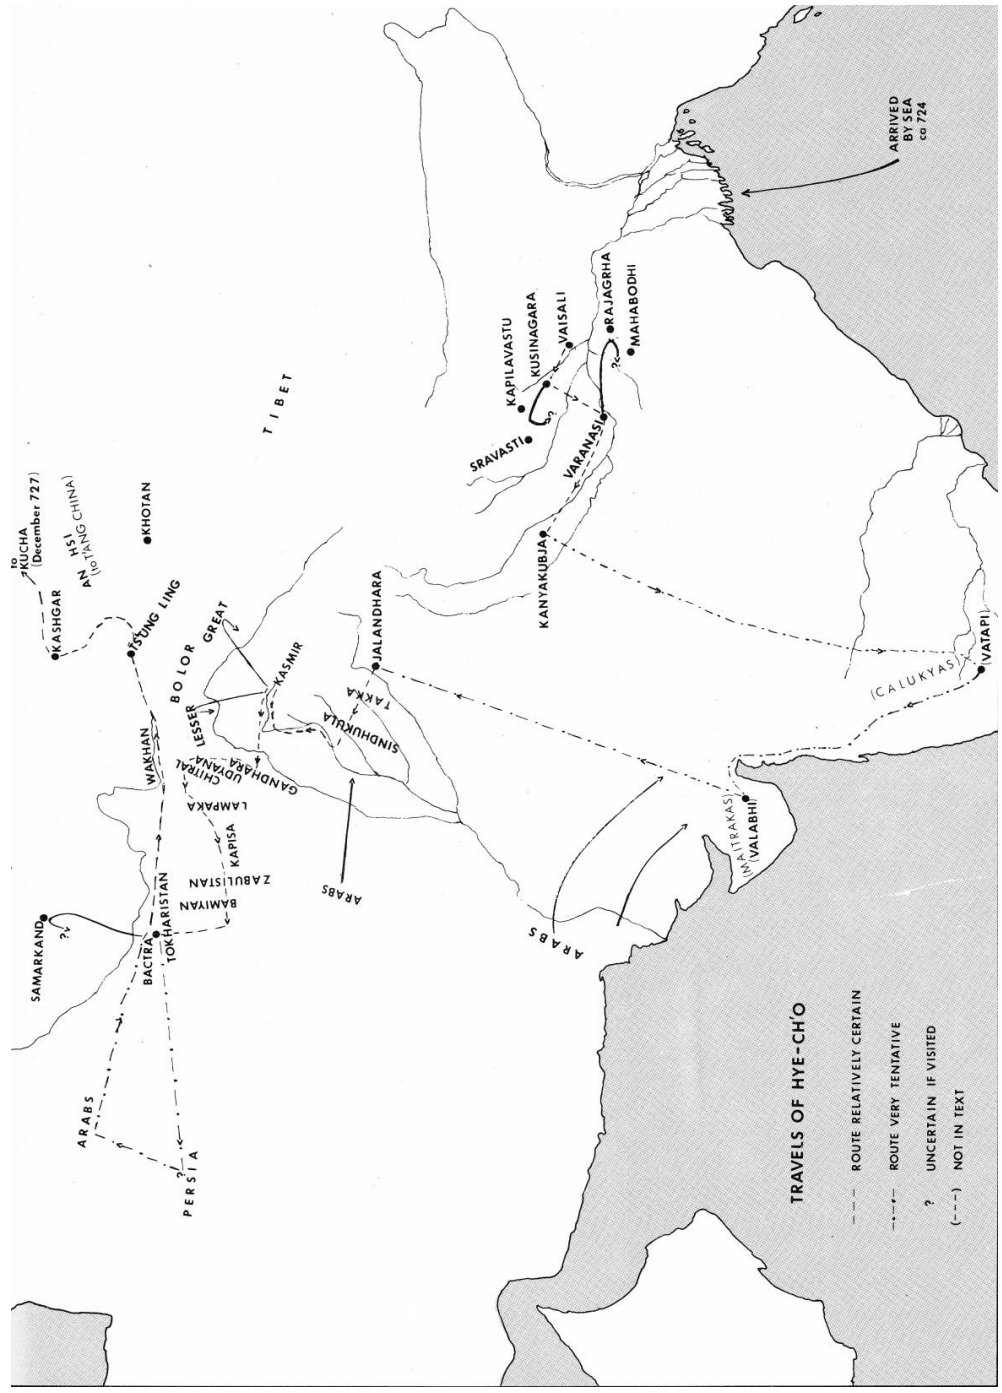 to
KUCHA
(December 727)
KASHGAR
AN HSI
(to T'ANG CHINA)
KHOTAN
TS'UNG LING
SAMARKAND
?
ARABS
?
PERSIA
BACTRA
TOKHARISTAN
WAKHAN
BOLOR
LESSER
GREAT
CHITRAL
UDYANA
GANDHARA
LAMPAKA
KAPISA
ZABULISTAN
BAMIYAN
KASMIR
TIBET
ARABS
SINDHUKULA
TAKKA
JALANDHARA
SRAVASTI
KAPILAVASTU
KUSINAGARA
VAISALI
?
KANYAKUBJA
VARANASI
RAJAGRHA
?
MAHABODHI
ARABS
(MAITRAKAS)
(VALABHI
(CALUKYAS)
(VATAPI)
ARRIVED
BY SEA
ca 724
TRAVELS OF HYE-CH'O
--- ROUTE RELATIVELY CERTAIN
-·-·- ROUTE VERY TENTATIVE
? UNCERTAIN IF VISITED
(---) NOT IN TEXT